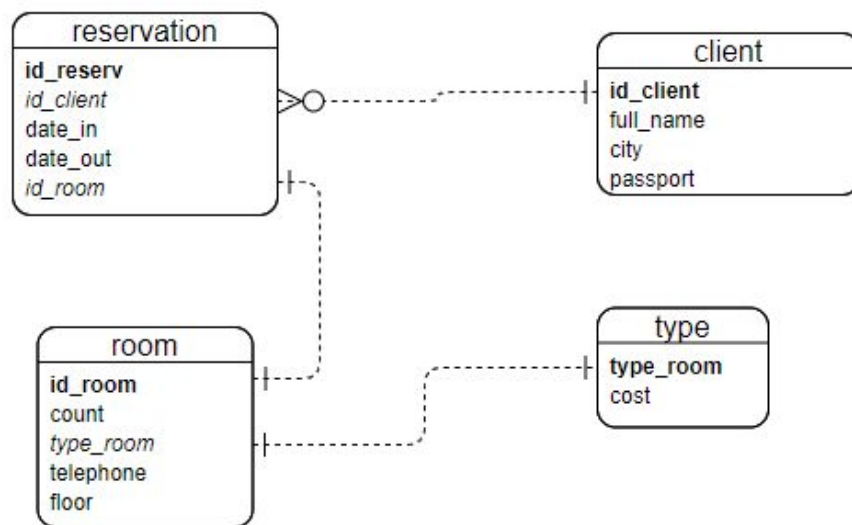 reservation
id_reserv
id_client
date_in
date_out
id_room
client
id_client
full_name
city
passport
room
id_room
count
type_room
telephone
floor
type
type_room
cost